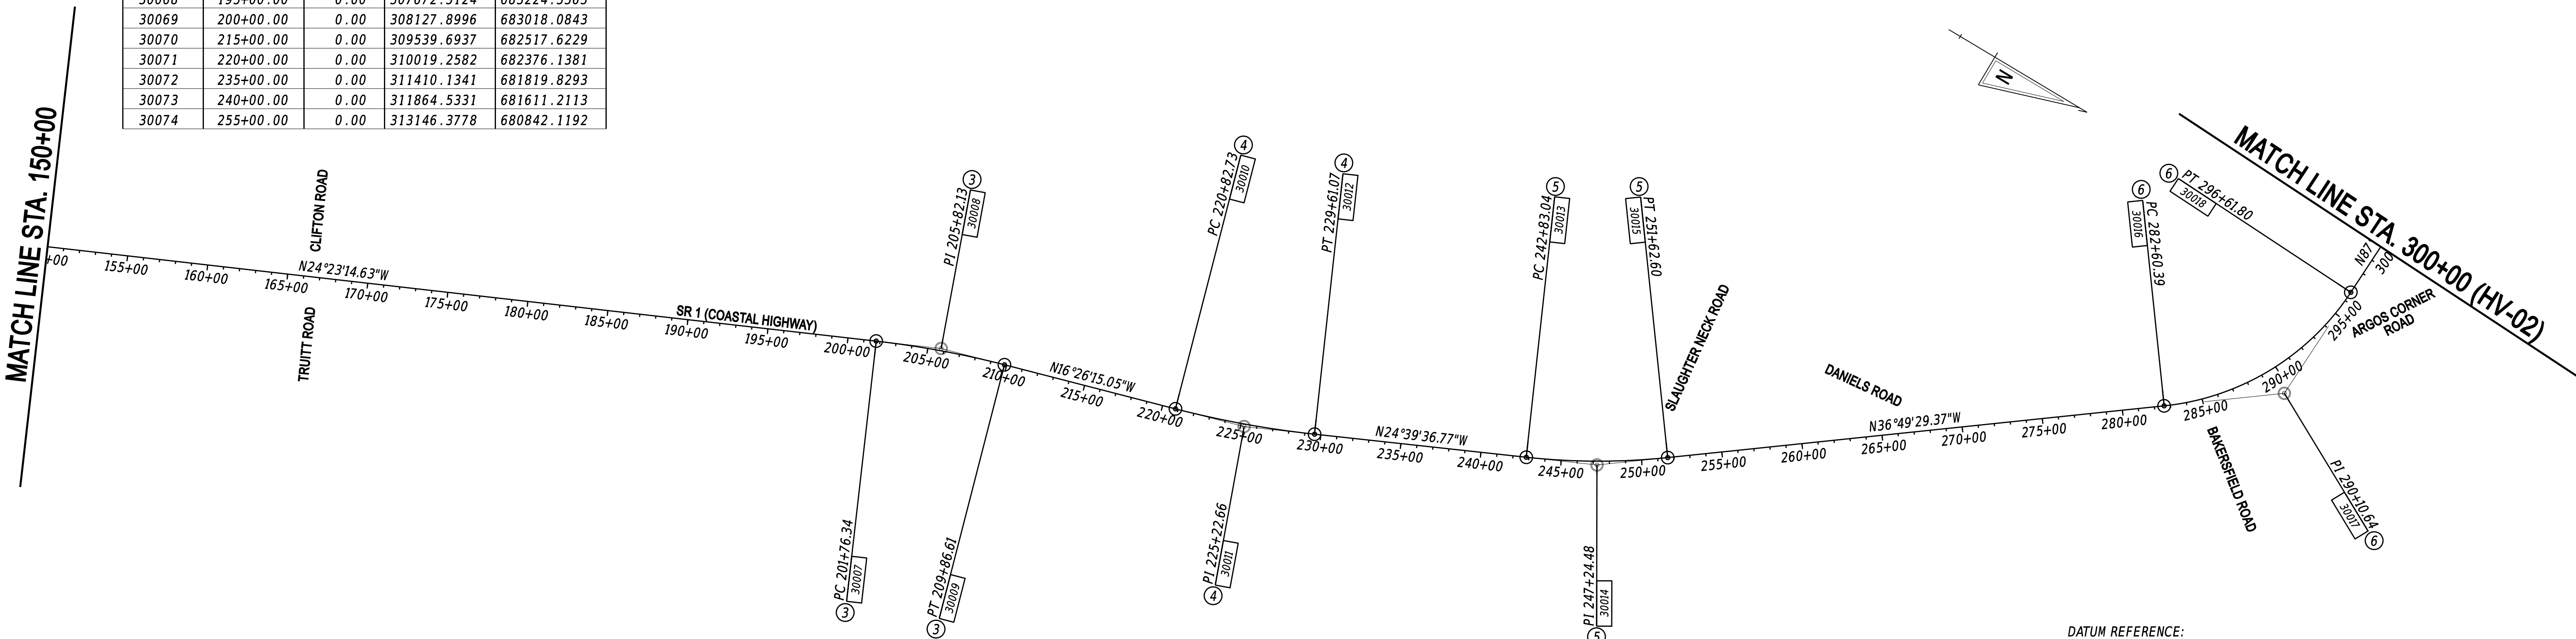 30069 200+00.00 0.00 308127.8996 683018.0843
30070 215+00.00 0.00 309539.6937 682517.6229
30071 220+00.00 0.00 310019.2582 682376.1381
30072 235+00.00 0.00 311410.1341 681819.8293
30073 240+00.00 0.00 311864.5331 681611.2113
30074 255+00.00 0.00 313146.3778 680842.1192
MATCH LINE STA. 150+00
+00
155+00
160+00
165+00
170+00
175+00
180+00
185+00
190+00
195+00
200+00
205+00
210+00
215+00
220+00
225+00
230+00
235+00
240+00
245+00
250+00
255+00
260+00
265+00
270+00
275+00
280+00
285+00
290+00
295+00
300
CLIFTON ROAD
TRUITT ROAD
N24°23'14.63"W
SR 1 (COASTAL HIGHWAY)
PC 201+76.34
30007
3
PI 205+82.13
30008
3
PT 209+86.61
30009
3
N16°26'15.05"W
PC 220+82.73
30010
4
PI 225+22.66
30011
4
PT 229+61.07
30012
4
N24°39'36.77"W
PC 242+83.04
30013
5
PI 247+24.48
30014
5
PT 251+62.60
30015
5
SLAUGHTER NECK ROAD
DANIELS ROAD
N36°49'29.37"W
PC 282+60.39
30016
6
BAKERSFIELD ROAD
PI 290+10.64
30017
6
PT 296+61.80
30018
6
N87
ARGOS CORNER
ROAD
N
MATCH LINE STA. 300+00 (HV-02)
DATUM REFERENCE: